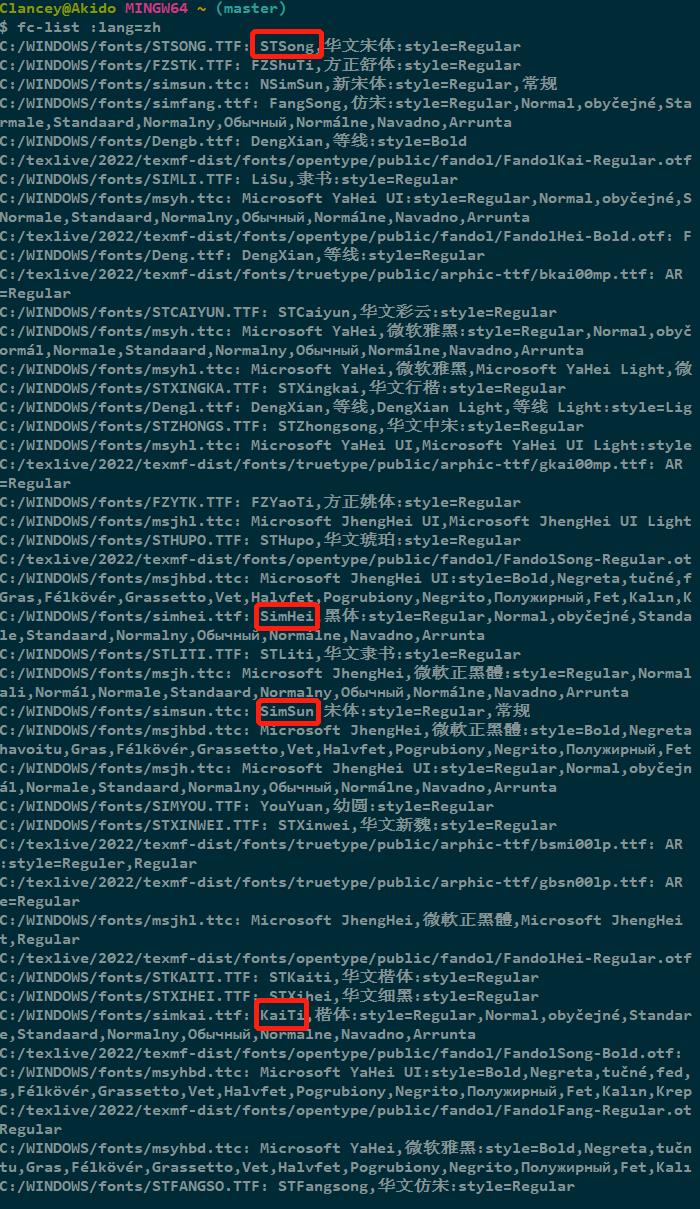 Clancey@Akido MINGW64 ~ (master)
$ fc-list :lang=zh
C:/WINDOWS/fonts/STSONG.TTF: STSong,华文宋体:style=Regular
C:/WINDOWS/fonts/FZSTK.TTF: FZShuTi,方正舒体:style=Regular
C:/WINDOWS/fonts/simsun.ttc: NSimSun,新宋体:style=Regular,常规
C:/WINDOWS/fonts/simfang.ttf: FangSong,仿宋:style=Regular,Normal,obyčejné,Sta
rmale,Standaard,Normalny,Обычный,Normálne,Navadno,Arrunta
C:/WINDOWS/fonts/Dengb.ttf: DengXian,等线:style=Bold
C:/texlive/2022/texmf-dist/fonts/opentype/public/fandol/FandolKai-Regular.otf
C:/WINDOWS/fonts/SIMLI.TTF: LiSu,隶书:style=Regular
C:/WINDOWS/fonts/msyh.ttc: Microsoft YaHei UI:style=Regular,Normal,obyčejné,S
Normale,Standaard,Normalny,Обычный,Normálne,Navadno,Arrunta
C:/texlive/2022/texmf-dist/fonts/opentype/public/fandol/FandolHei-Bold.otf: F
C:/WINDOWS/fonts/Deng.ttf: DengXian,等线:style=Regular
C:/texlive/2022/texmf-dist/fonts/truetype/public/arphic-ttf/bkai00mp.ttf: AR
=Regular
C:/WINDOWS/fonts/STCAIYUN.TTF: STCaiyun,华文彩云:style=Regular
C:/WINDOWS/fonts/msyh.ttc: Microsoft YaHei,微软雅黑:style=Regular,Normal,obyč
ormál,Normale,Standaard,Normalny,Обычный,Normálne,Navadno,Arrunta
C:/WINDOWS/fonts/msyhl.ttc: Microsoft YaHei,微软雅黑,Microsoft YaHei Light,微
C:/WINDOWS/fonts/STXINGKA.TTF: STXingkai,华文行楷:style=Regular
C:/WINDOWS/fonts/Dengl.ttf: DengXian,等线,DengXian Light,等线 Light:style=Lig
C:/WINDOWS/fonts/STZHONGS.TTF: STZhongsong,华文中宋:style=Regular
C:/WINDOWS/fonts/msyhl.ttc: Microsoft YaHei UI,Microsoft YaHei UI Light:style
C:/texlive/2022/texmf-dist/fonts/truetype/public/arphic-ttf/gkai00mp.ttf: AR
=Regular
C:/WINDOWS/fonts/FZYTK.TTF: FZYaoTi,方正姚体:style=Regular
C:/WINDOWS/fonts/msjhl.ttc: Microsoft JhengHei UI,Microsoft JhengHei UI Light
C:/WINDOWS/fonts/STHUPO.TTF: STHupo,华文琥珀:style=Regular
C:/texlive/2022/texmf-dist/fonts/opentype/public/fandol/FandolSong-Regular.ot
C:/WINDOWS/fonts/msjhbd.ttc: Microsoft JhengHei UI:style=Bold,Negreta,tučné,f
Gras,Félkövér,Grassetto,Vet,Halvfet,Pogrubiony,Negrito,Полужирный,Fet,Kalın,K
C:/WINDOWS/fonts/simhei.ttf: SimHei 黑体:style=Regular,Normal,obyčejné,Standa
le,Standaard,Normalny,Обычный,Normálne,Navadno,Arrunta
C:/WINDOWS/fonts/STLITI.TTF: STLiti,华文隶书:style=Regular
C:/WINDOWS/fonts/msjh.ttc: Microsoft JhengHei,微軟正黑體:style=Regular,Normal
ali,Normál,Normale,Standaard,Normalny,Обычный,Normálne,Navadno,Arrunta
C:/WINDOWS/fonts/simsun.ttc: SimSun 宋体:style=Regular,常规
C:/WINDOWS/fonts/msjhbd.ttc: Microsoft JhengHei,微軟正黑體:style=Bold,Negreta
havoitu,Gras,Félkövér,Grassetto,Vet,Halvfet,Pogrubiony,Negrito,Полужирный,Fet
C:/WINDOWS/fonts/msjh.ttc: Microsoft JhengHei UI:style=Regular,Normal,obyčejn
ál,Normale,Standaard,Normalny,Обычный,Normálne,Navadno,Arrunta
C:/WINDOWS/fonts/SIMYOU.TTF: YouYuan,幼圆:style=Regular
C:/WINDOWS/fonts/STXINWEI.TTF: STXinwei,华文新魏:style=Regular
C:/texlive/2022/texmf-dist/fonts/truetype/public/arphic-ttf/bsmi00lp.ttf: AR
:style=Reguler,Regular
C:/texlive/2022/texmf-dist/fonts/truetype/public/arphic-ttf/gbsn00lp.ttf: AR
e=Regular
C:/WINDOWS/fonts/msjhl.ttc: Microsoft JhengHei,微軟正黑體,Microsoft JhengHei
t,Regular
C:/texlive/2022/texmf-dist/fonts/opentype/public/fandol/FandolHei-Regular.otf
C:/WINDOWS/fonts/STKAITI.TTF: STKaiti,华文楷体:style=Regular
C:/WINDOWS/fonts/STXIHEI.TTF: STXihei,华文细黑:style=Regular
C:/WINDOWS/fonts/simkai.ttf: KaiTi,楷体:style=Regular,Normal,obyčejné,Standar
e,Standaard,Normalny,Обычный,Normálne,Navadno,Arrunta
C:/texlive/2022/texmf-dist/fonts/opentype/public/fandol/FandolSong-Bold.otf:
C:/WINDOWS/fonts/msyhbd.ttc: Microsoft YaHei UI:style=Bold,Negreta,tučné,fed,
s,Félkövér,Grassetto,Vet,Halvfet,Pogrubiony,Negrito,Полужирный,Fet,Kalın,Krep
C:/texlive/2022/texmf-dist/fonts/opentype/public/fandol/FandolFang-Regular.ot
Regular
C:/WINDOWS/fonts/msyhbd.ttc: Microsoft YaHei,微软雅黑:style=Bold,Negreta,tučn
tu,Gras,Félkövér,Grassetto,Vet,Halvfet,Pogrubiony,Negrito,Полужирный,Fet,Kalı
C:/WINDOWS/fonts/STFANGSO.TTF: STFangsong,华文仿宋:style=Regular